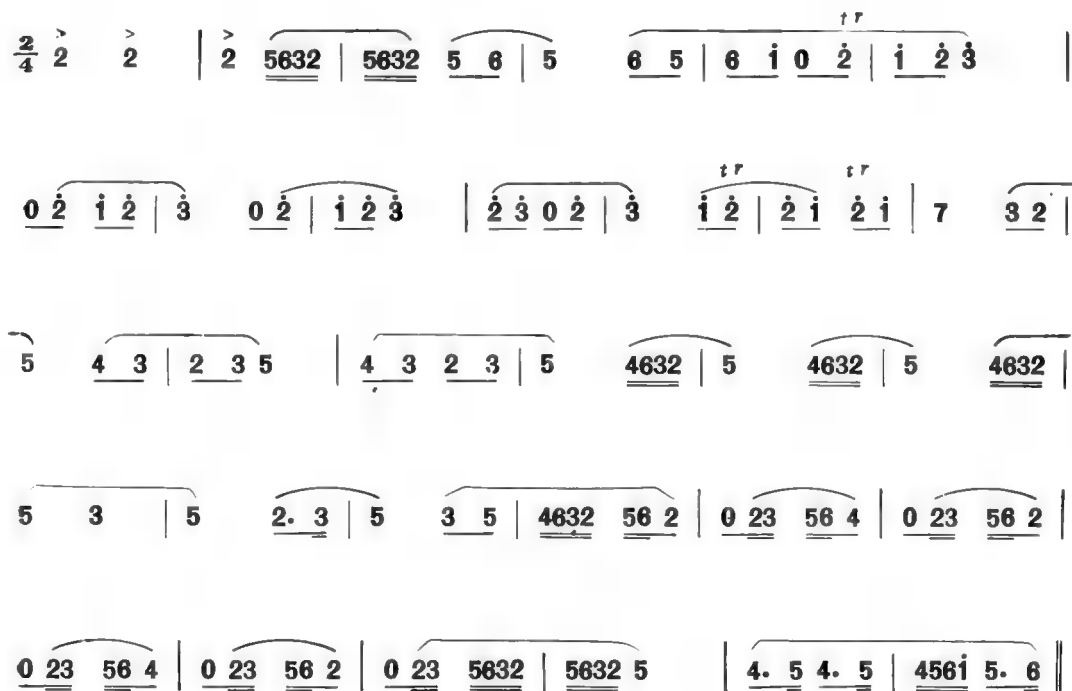 2/4 2 2 | 2 5632 | 5632 5 6 | 5 6 5 | 6 i̇ 0 2̇ | i̇ 2̇ 3̇ |
0 2̇ i̇ 2̇ | 3̇ 0 2̇ | i̇ 2̇ 3̇ | 2̇ 3̇ 0 2̇ | 3̇ i̇ 2̇ | 2̇ i̇ 2̇ i̇ | 7 3 2 |
5 4 3 | 2 3 5 | 4 3 2 3 | 5 4632 | 5 4632 | 5 4632 |
5 3 | 5 2. 3 | 5 3 5 | 4632 56 2 | 0 23 56 4 | 0 23 56 2 |
0 23 56 4 | 0 23 56 2 | 0 23 5632 | 5632 5 | 4. 5 4. 5 | 456i̇ 5. 6 ‖